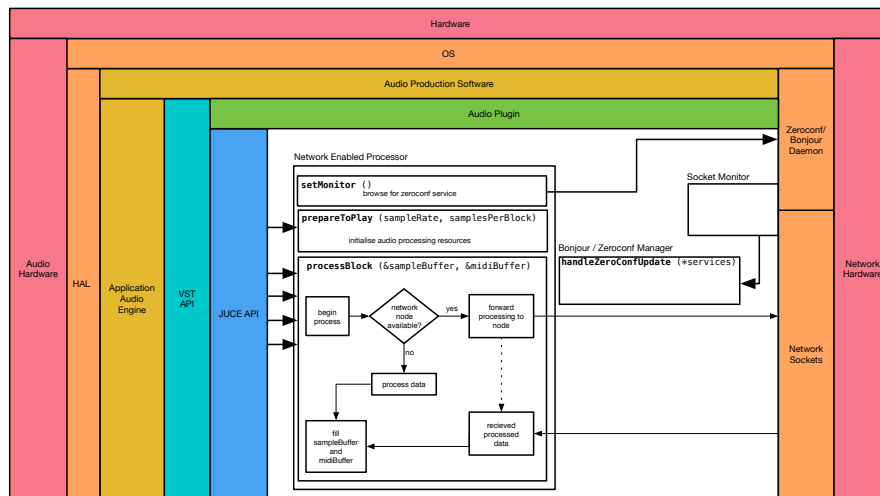 Hardware
OS
Audio Production Software
Audio Plugin
Zeroconf/
Bonjour
Daemon
Network Enabled Processor
Socket Monitor
setMonitor ()
browse for zeroconf service
prepareToPlay (sampleRate, samplesPerBlock)
initialise audio processing resources
Bonjour / Zeroconf Manager
handleZeroConfUpdate (*services)
processBlock (&sampleBuffer, &midiBuffer)
Audio
Hardware
HAL
Application
Audio
Engine
VST
API
JUCE API
begin
process
network
node
available?
yes
forward
processing to
node
no
process data
fill
sampleBuffer
and
midiBuffer
recieved
processed
data
Network
Sockets
Network
Hardware